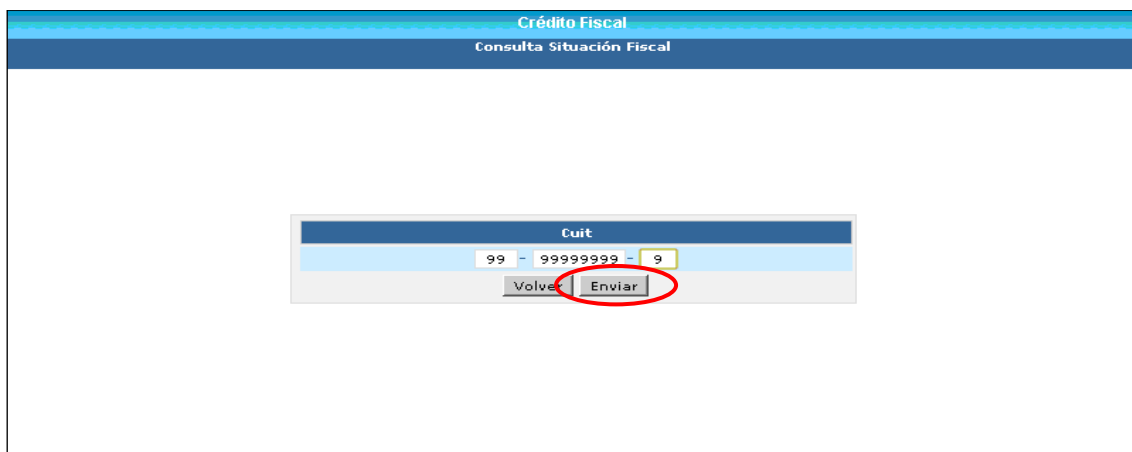 Crédito Fiscal
Consulta Situación Fiscal
Cuit
99 - 99999999 - 9
Volver Enviar